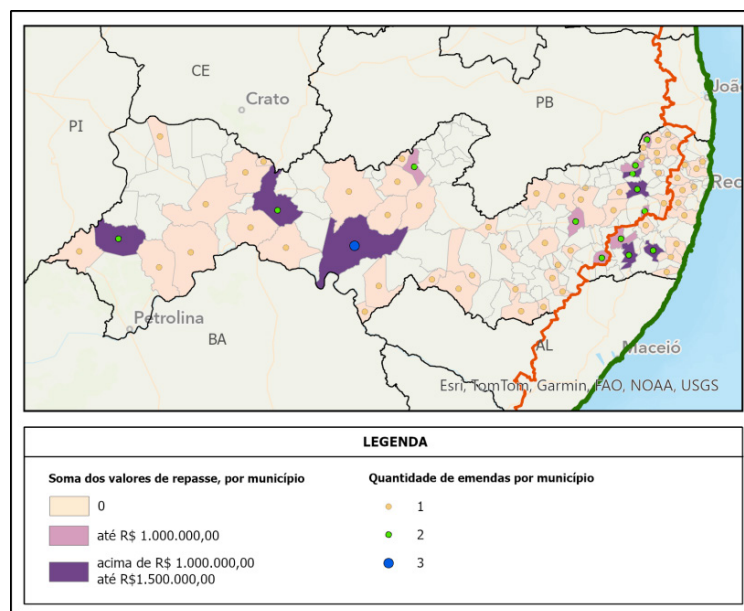 CE
Crato
PI
PB
João
Rec
Petrolina
BA
AL
Maceió
Esri, TomTom, Garmin, FAO, NOAA, USGS
LEGENDA
Soma dos valores de repasse, por município
0
até R$ 1.000.000,00
acima de R$ 1.000.000,00
até R$1.500.000,00
Quantidade de emendas por município
1
2
3